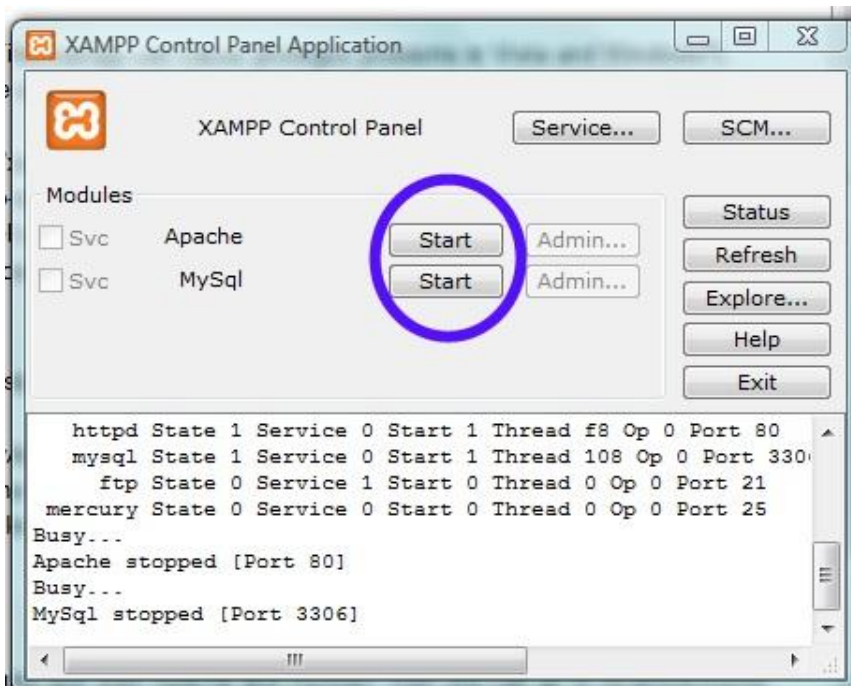 XAMPP Control Panel Application
XAMPP Control Panel Service... SCM...
Modules
Svc Apache Start Admin...
Svc MySql Start Admin...
Status
Refresh
Explore...
Help
Exit
httpd State 1 Service 0 Start 1 Thread f8 Op 0 Port 80
mysql State 1 Service 0 Start 1 Thread 108 Op 0 Port 330
ftp State 0 Service 1 Start 0 Thread 0 Op 0 Port 21
mercury State 0 Service 0 Start 0 Thread 0 Op 0 Port 25
Busy...
Apache stopped [Port 80]
Busy...
MySql stopped [Port 3306]